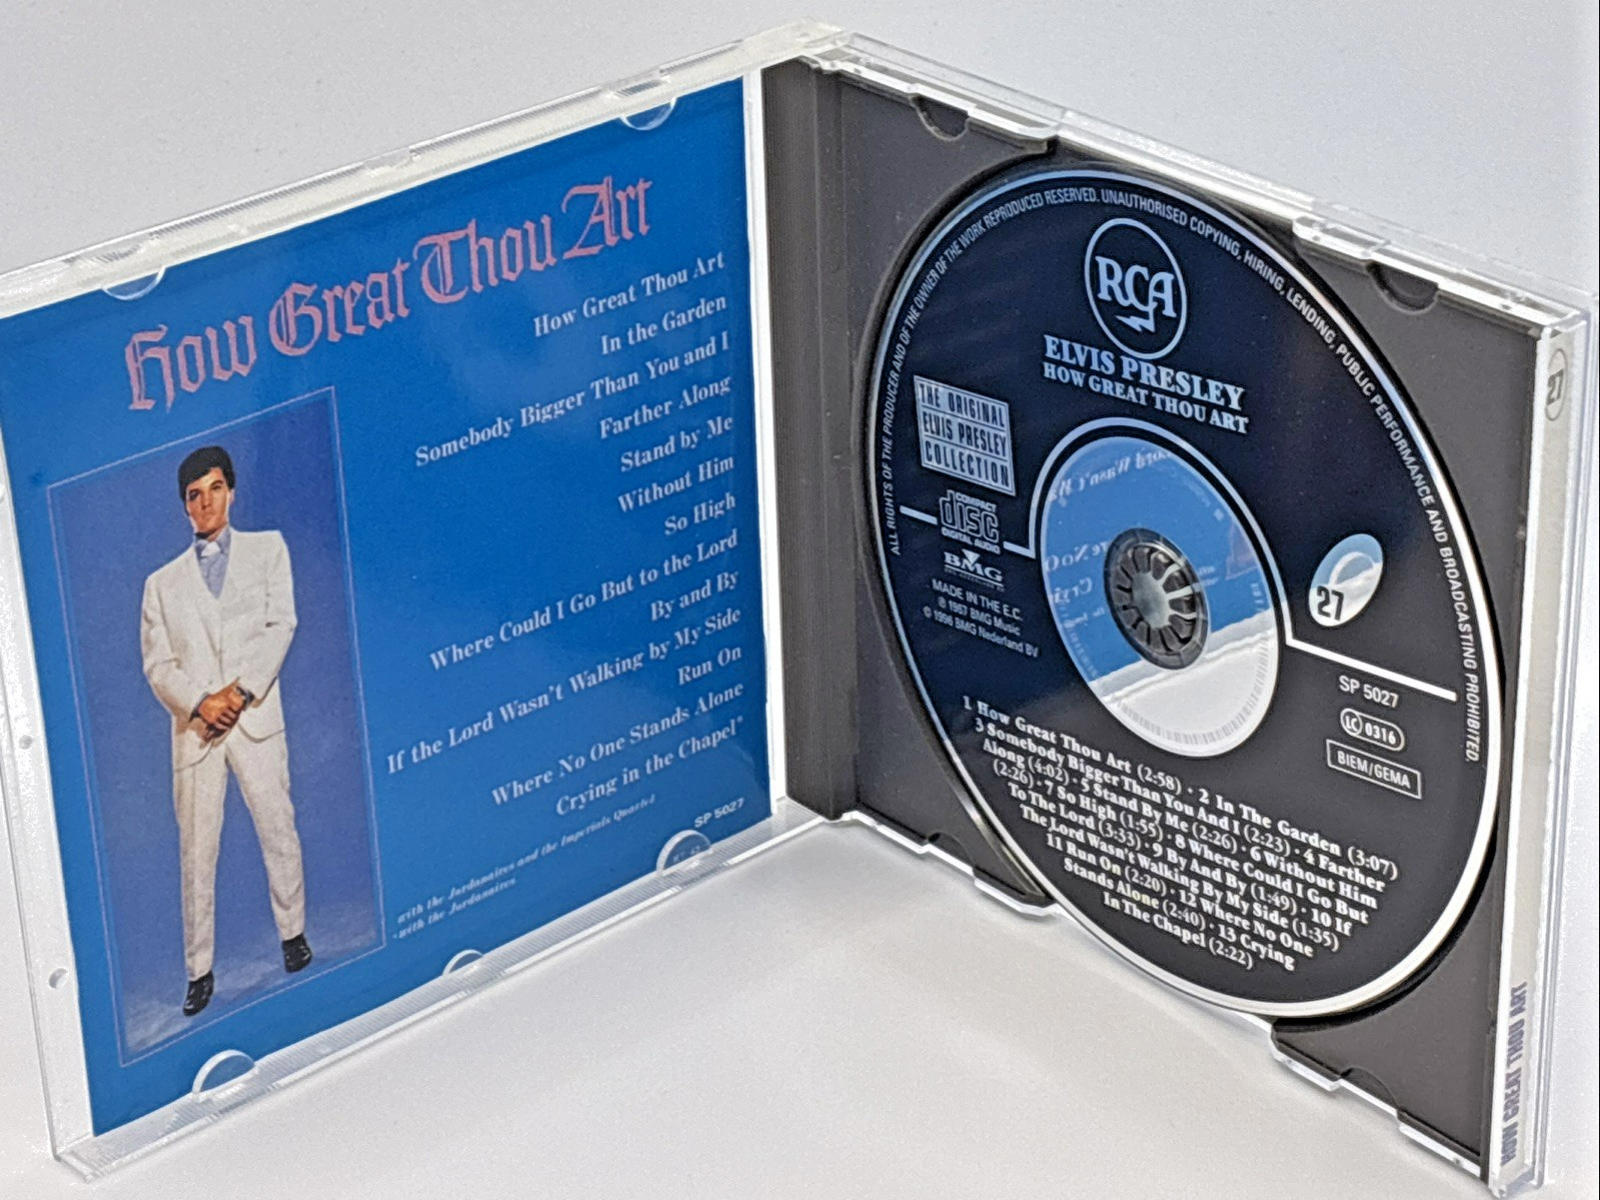 How Great Thou Art
How Great Thou Art
In the Garden
Somebody Bigger Than You and I
Farther Along
Stand by Me
Without Him
So High
Where Could I Go But to the Lord
By and By
If the Lord Wasn't Walking by My Side
Run On
Where No One Stands Alone
Crying in the Chapel*
with the Jordanaires and the Imperials Quartet
*with the Jordanaires
SP 5027
ALL RIGHTS OF THE PRODUCER AND OF THE OWNER OF THE WORK REPRODUCED RESERVED. UNAUTHORISED COPYING, HIRING, LENDING, PUBLIC PERFORMANCE AND BROADCASTING PROHIBITED.
RCA
ELVIS PRESLEY
HOW GREAT THOU ART
THE ORIGINAL
ELVIS PRESLEY
COLLECTION
COMPACT
disc
DIGITAL AUDIO
BMG
MADE IN THE E.C.
℗ 1967 BMG Music
© 1996 BMG Nederland BV
27
SP 5027
LC 0316
BIEM/GEMA
1 How Great Thou Art (2:58) · 2 In The Garden (3:07)
3 Somebody Bigger Than You And I (2:23) · 4 Farther
Along (4:02) · 5 Stand By Me (2:26) · 6 Without Him
(2:26) · 7 So High (1:55) · 8 Where Could I Go But
To The Lord (3:33) · 9 By And By (1:49) · 10 If
The Lord Wasn't Walking By My Side (1:35)
11 Run On (2:20) · 12 Where No One
Stands Alone (2:40) · 13 Crying
In The Chapel (2:22)
27
HOW GREAT THOU ART